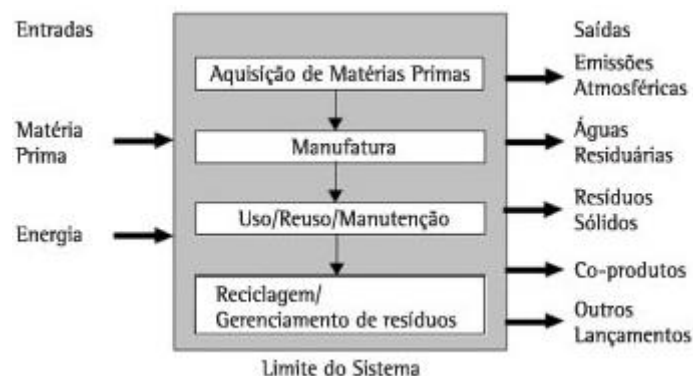 Entradas
Saídas
Aquisição de Matérias Primas
Emissões
Atmosféricas
Matéria
Prima
Manufatura
Águas
Residuárias
Uso/Reuso/Manutenção
Resíduos
Sólidos
Energia
Co-produtos
Reciclagem/
Gerenciamento de resíduos
Outros
Lançamentos
Limite do Sistema